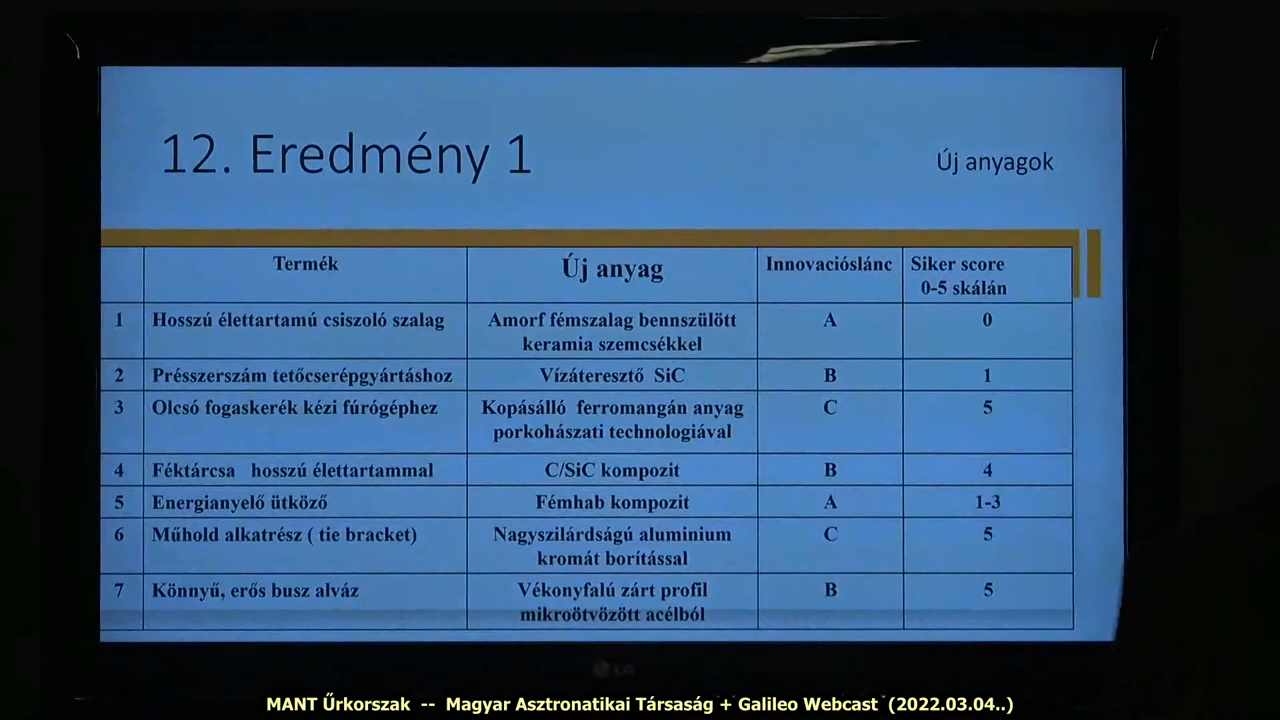 12. Eredmény 1
Új anyagok
Termék
Új anyag
Innovacióslánc
Siker score
0-5 skálán
1
Hosszú élettartamú csiszoló szalag
Amorf fémszalag bennszülött
keramia szemcsékkel
A
0
2
Présszerszám tetőcserépgyártáshoz
Vízáteresztő SiC
B
1
3
Olcsó fogaskerék kézi fúrógéphez
Kopásálló ferromangán anyag
porkohászati technologiával
C
5
4
Féktárcsa hosszú élettartammal
C/SiC kompozit
B
4
5
Energianyelő ütköző
Fémhab kompozit
A
1-3
6
Műhold alkatrész ( tie bracket)
Nagyszilárdságú aluminium
kromát borítással
C
5
7
Könnyű, erős busz alváz
Vékonyfalú zárt profil
mikroötvözött acélból
B
5
LG
MANT Űrkorszak -- Magyar Asztronatikai Társaság + Galileo Webcast (2022.03.04..)